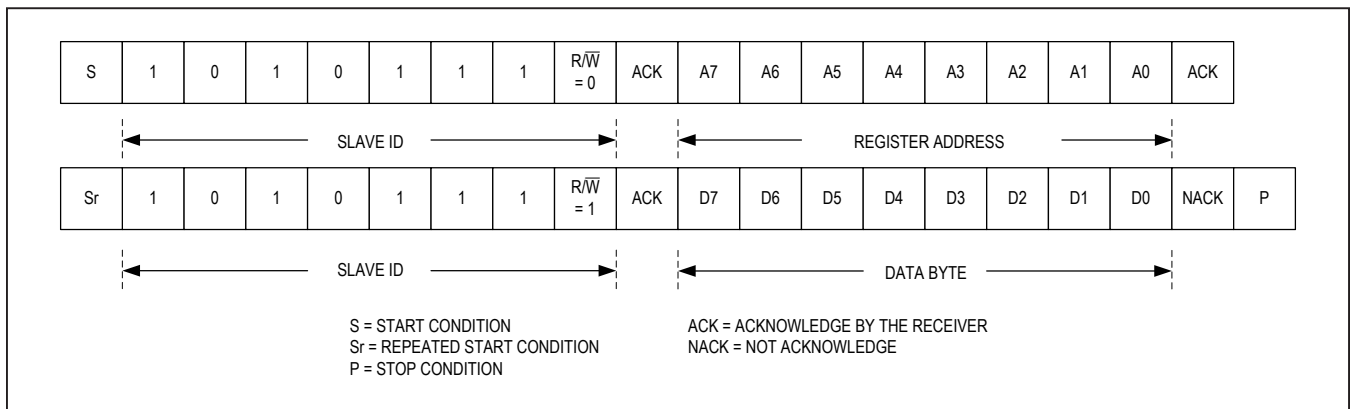 S 1 0 1 0 1 1 1 R/W̅ = 0 ACK A7 A6 A5 A4 A3 A2 A1 A0 ACK
SLAVE ID REGISTER ADDRESS
Sr 1 0 1 0 1 1 1 R/W̅ = 1 ACK D7 D6 D5 D4 D3 D2 D1 D0 NACK P
SLAVE ID DATA BYTE
S = START CONDITION
Sr = REPEATED START CONDITION
P = STOP CONDITION
ACK = ACKNOWLEDGE BY THE RECEIVER
NACK = NOT ACKNOWLEDGE